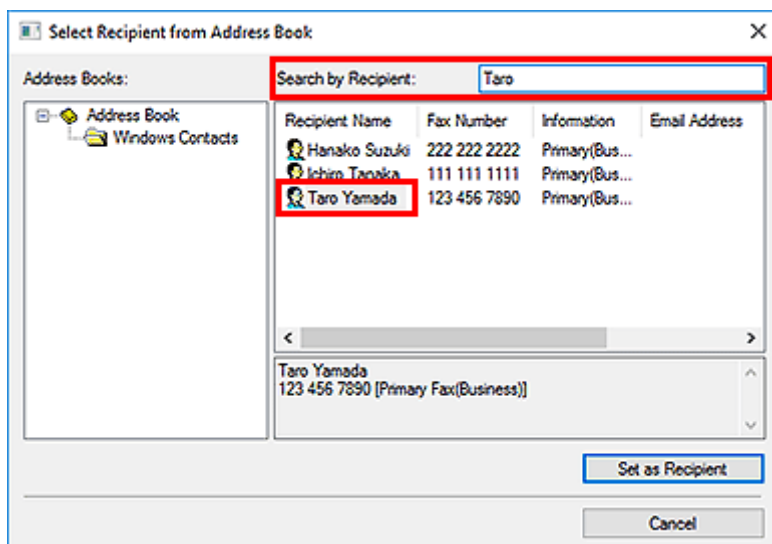 Select Recipient from Address Book
Address Books:
Search by Recipient: Taro
Address Book
Windows Contacts
Recipient Name Fax Number Information Email Address
Hanako Suzuki 222 222 2222 Primary(Bus...
Ichiro Tanaka 111 111 1111 Primary(Bus...
Taro Yamada 123 456 7890 Primary(Bus...
Taro Yamada
123 456 7890 [Primary Fax(Business)]
Set as Recipient
Cancel